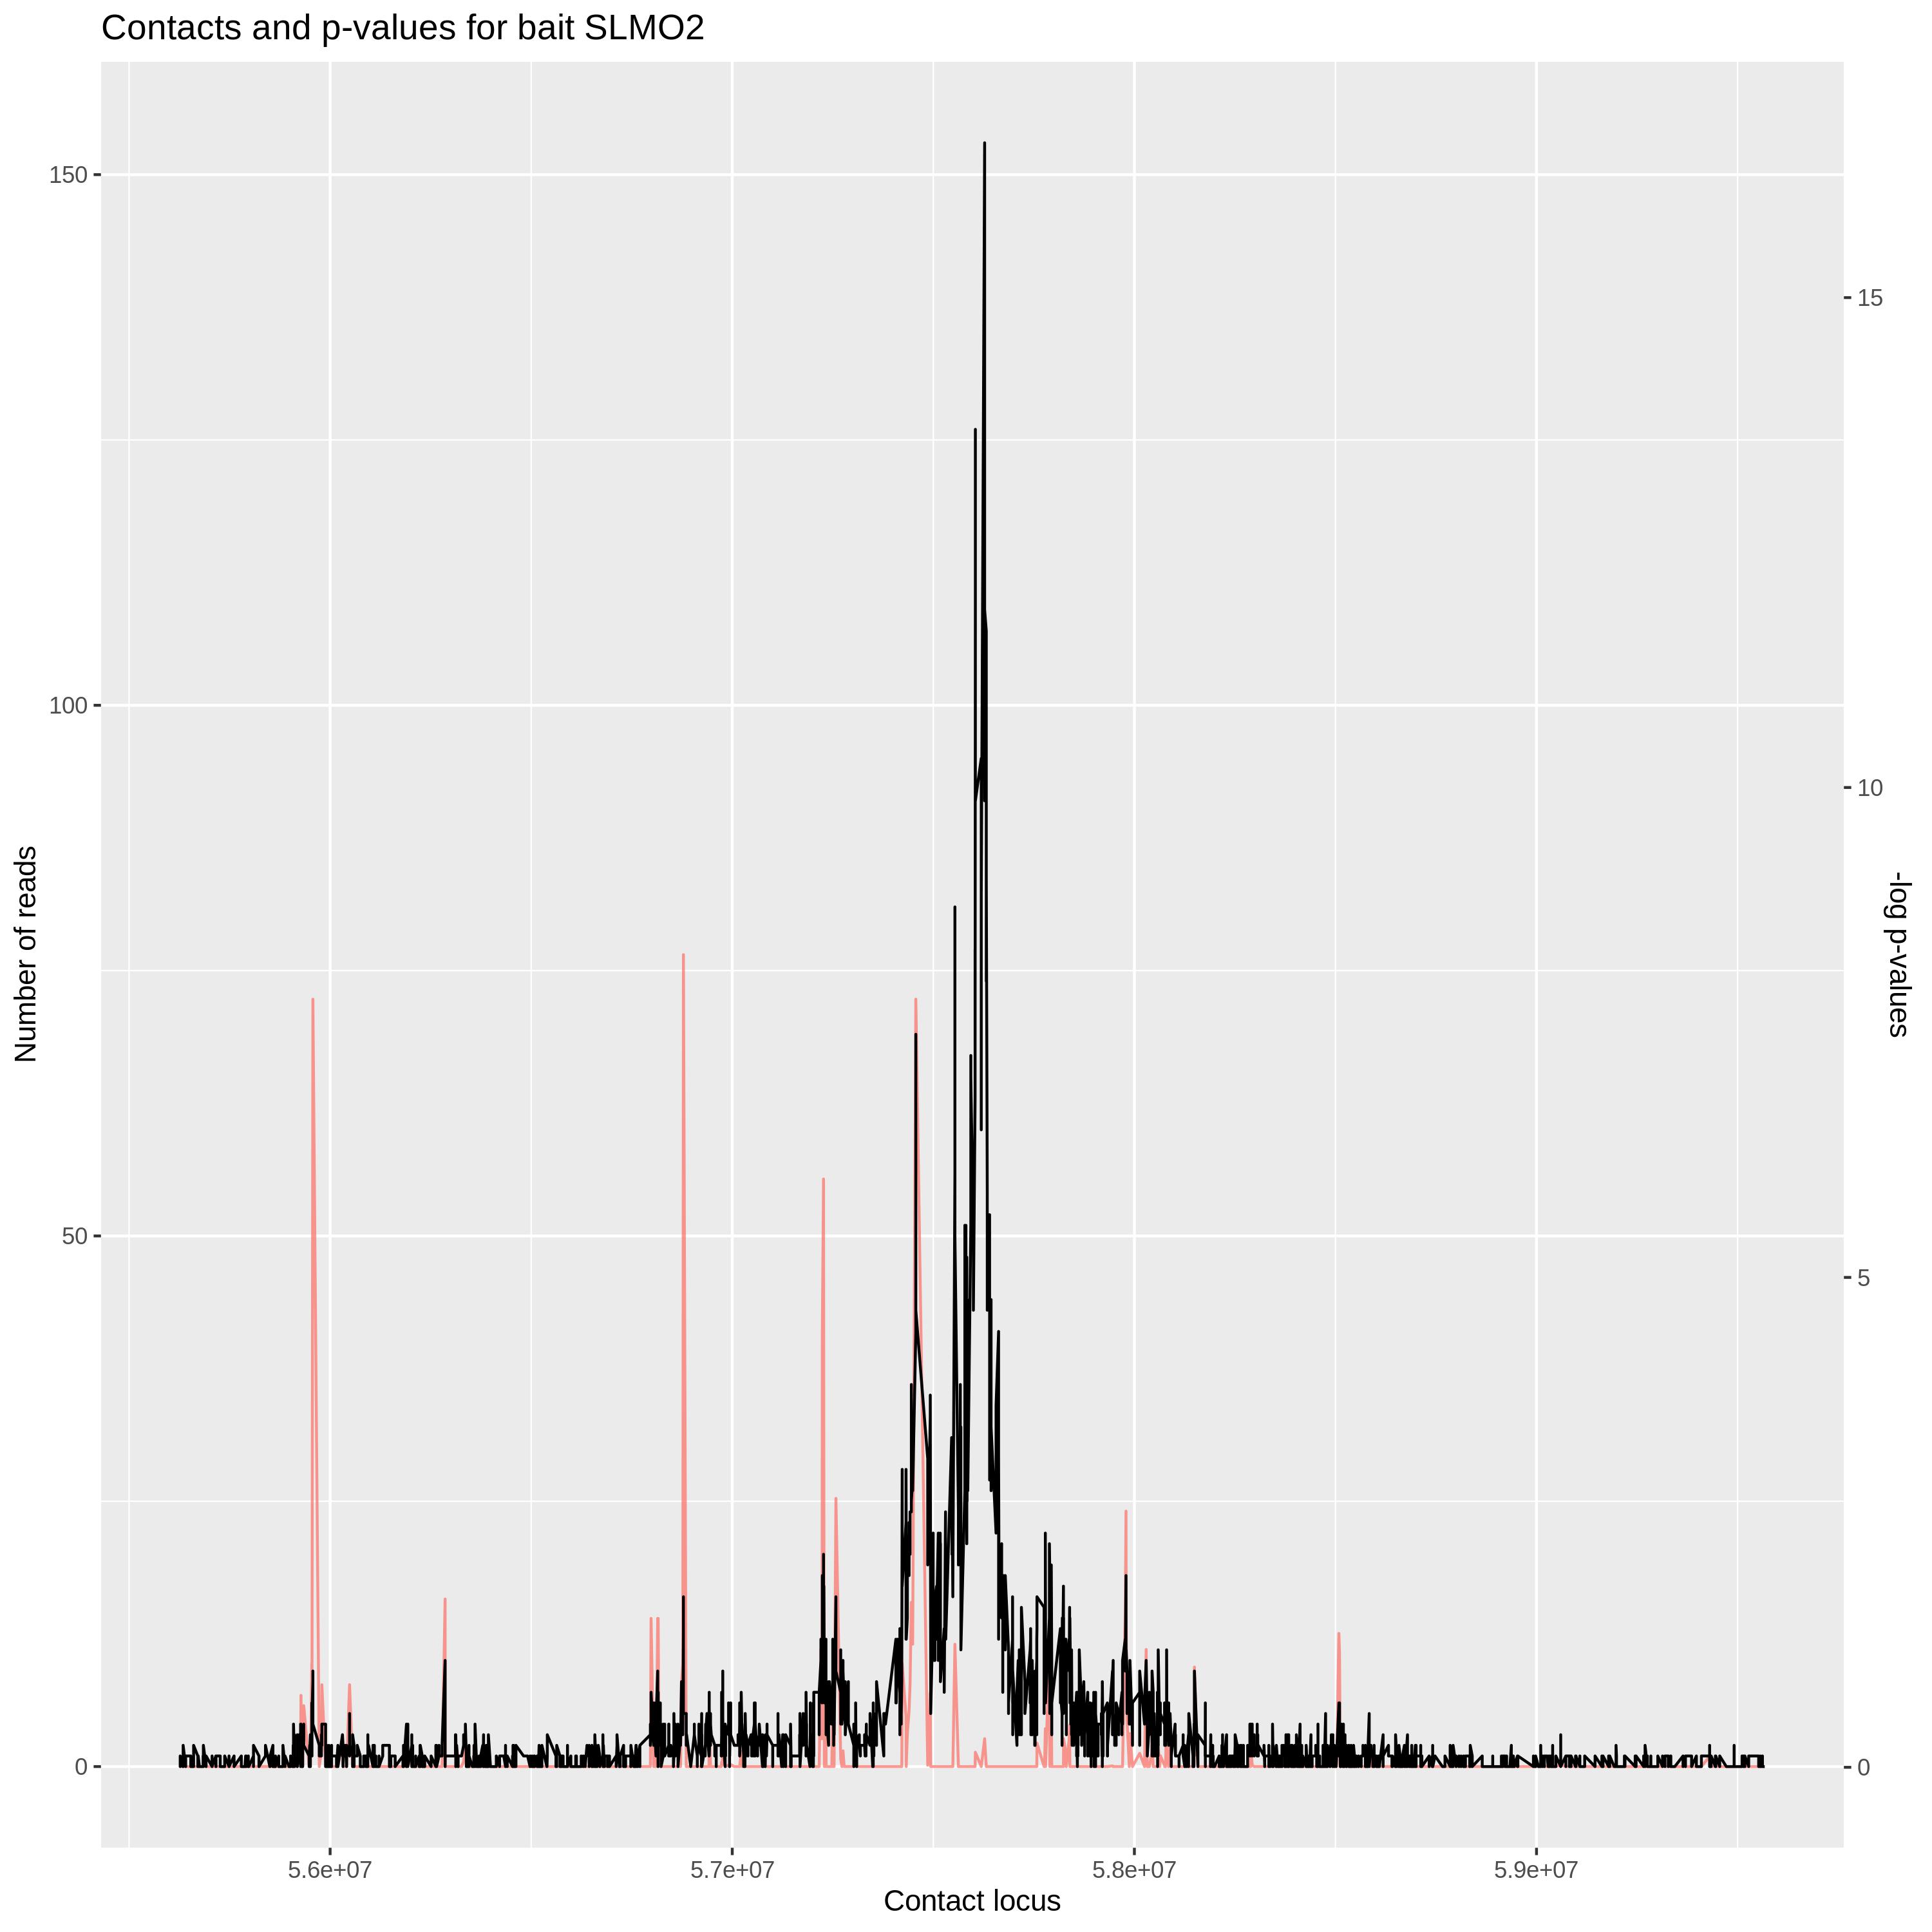 Contacts and p-values for bait SLMO2
150
100
50
0
Number of reads
15
10
5
0
-log p-values
5.6e+07
5.7e+07
5.8e+07
5.9e+07
Contact locus